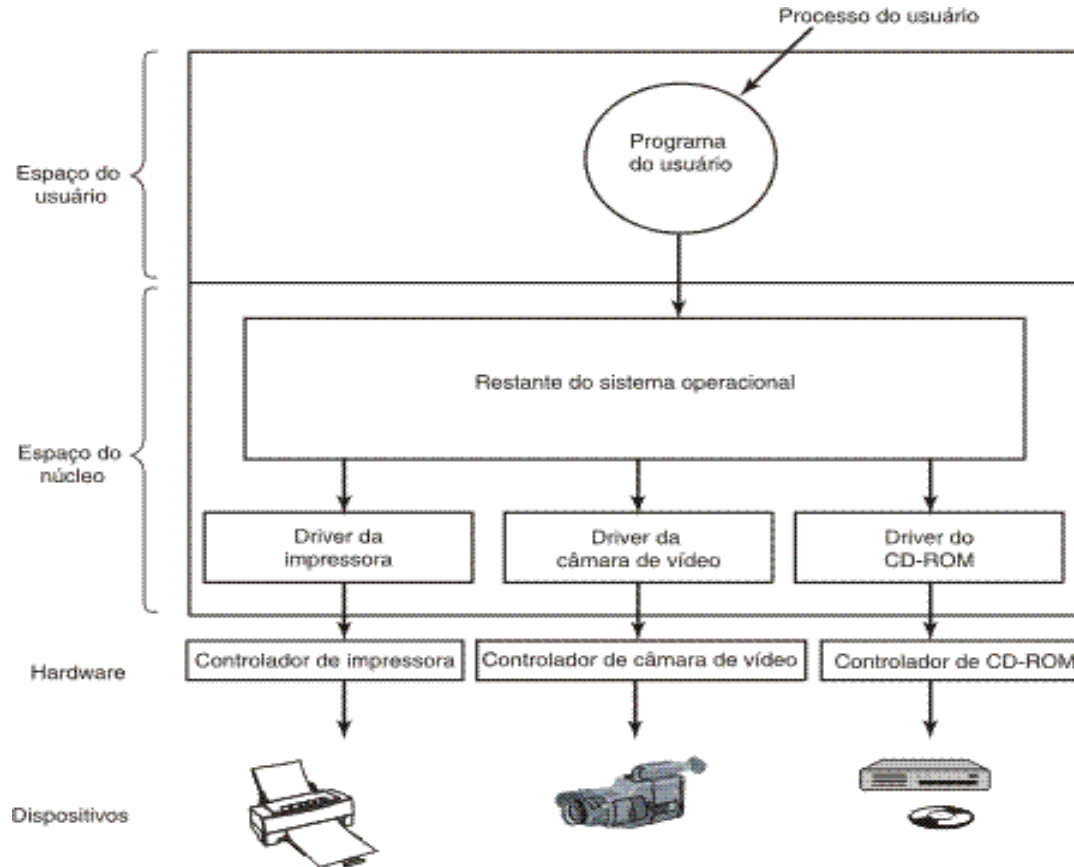 Processo do usuário
Programa
do usuário
Espaço do
usuário
Restante do sistema operacional
Espaço do
núcleo
Driver da
impressora
Driver da
câmara de vídeo
Driver do
CD-ROM
Hardware
Controlador de impressora
Controlador de câmara de vídeo
Controlador de CD-ROM
Dispositivos